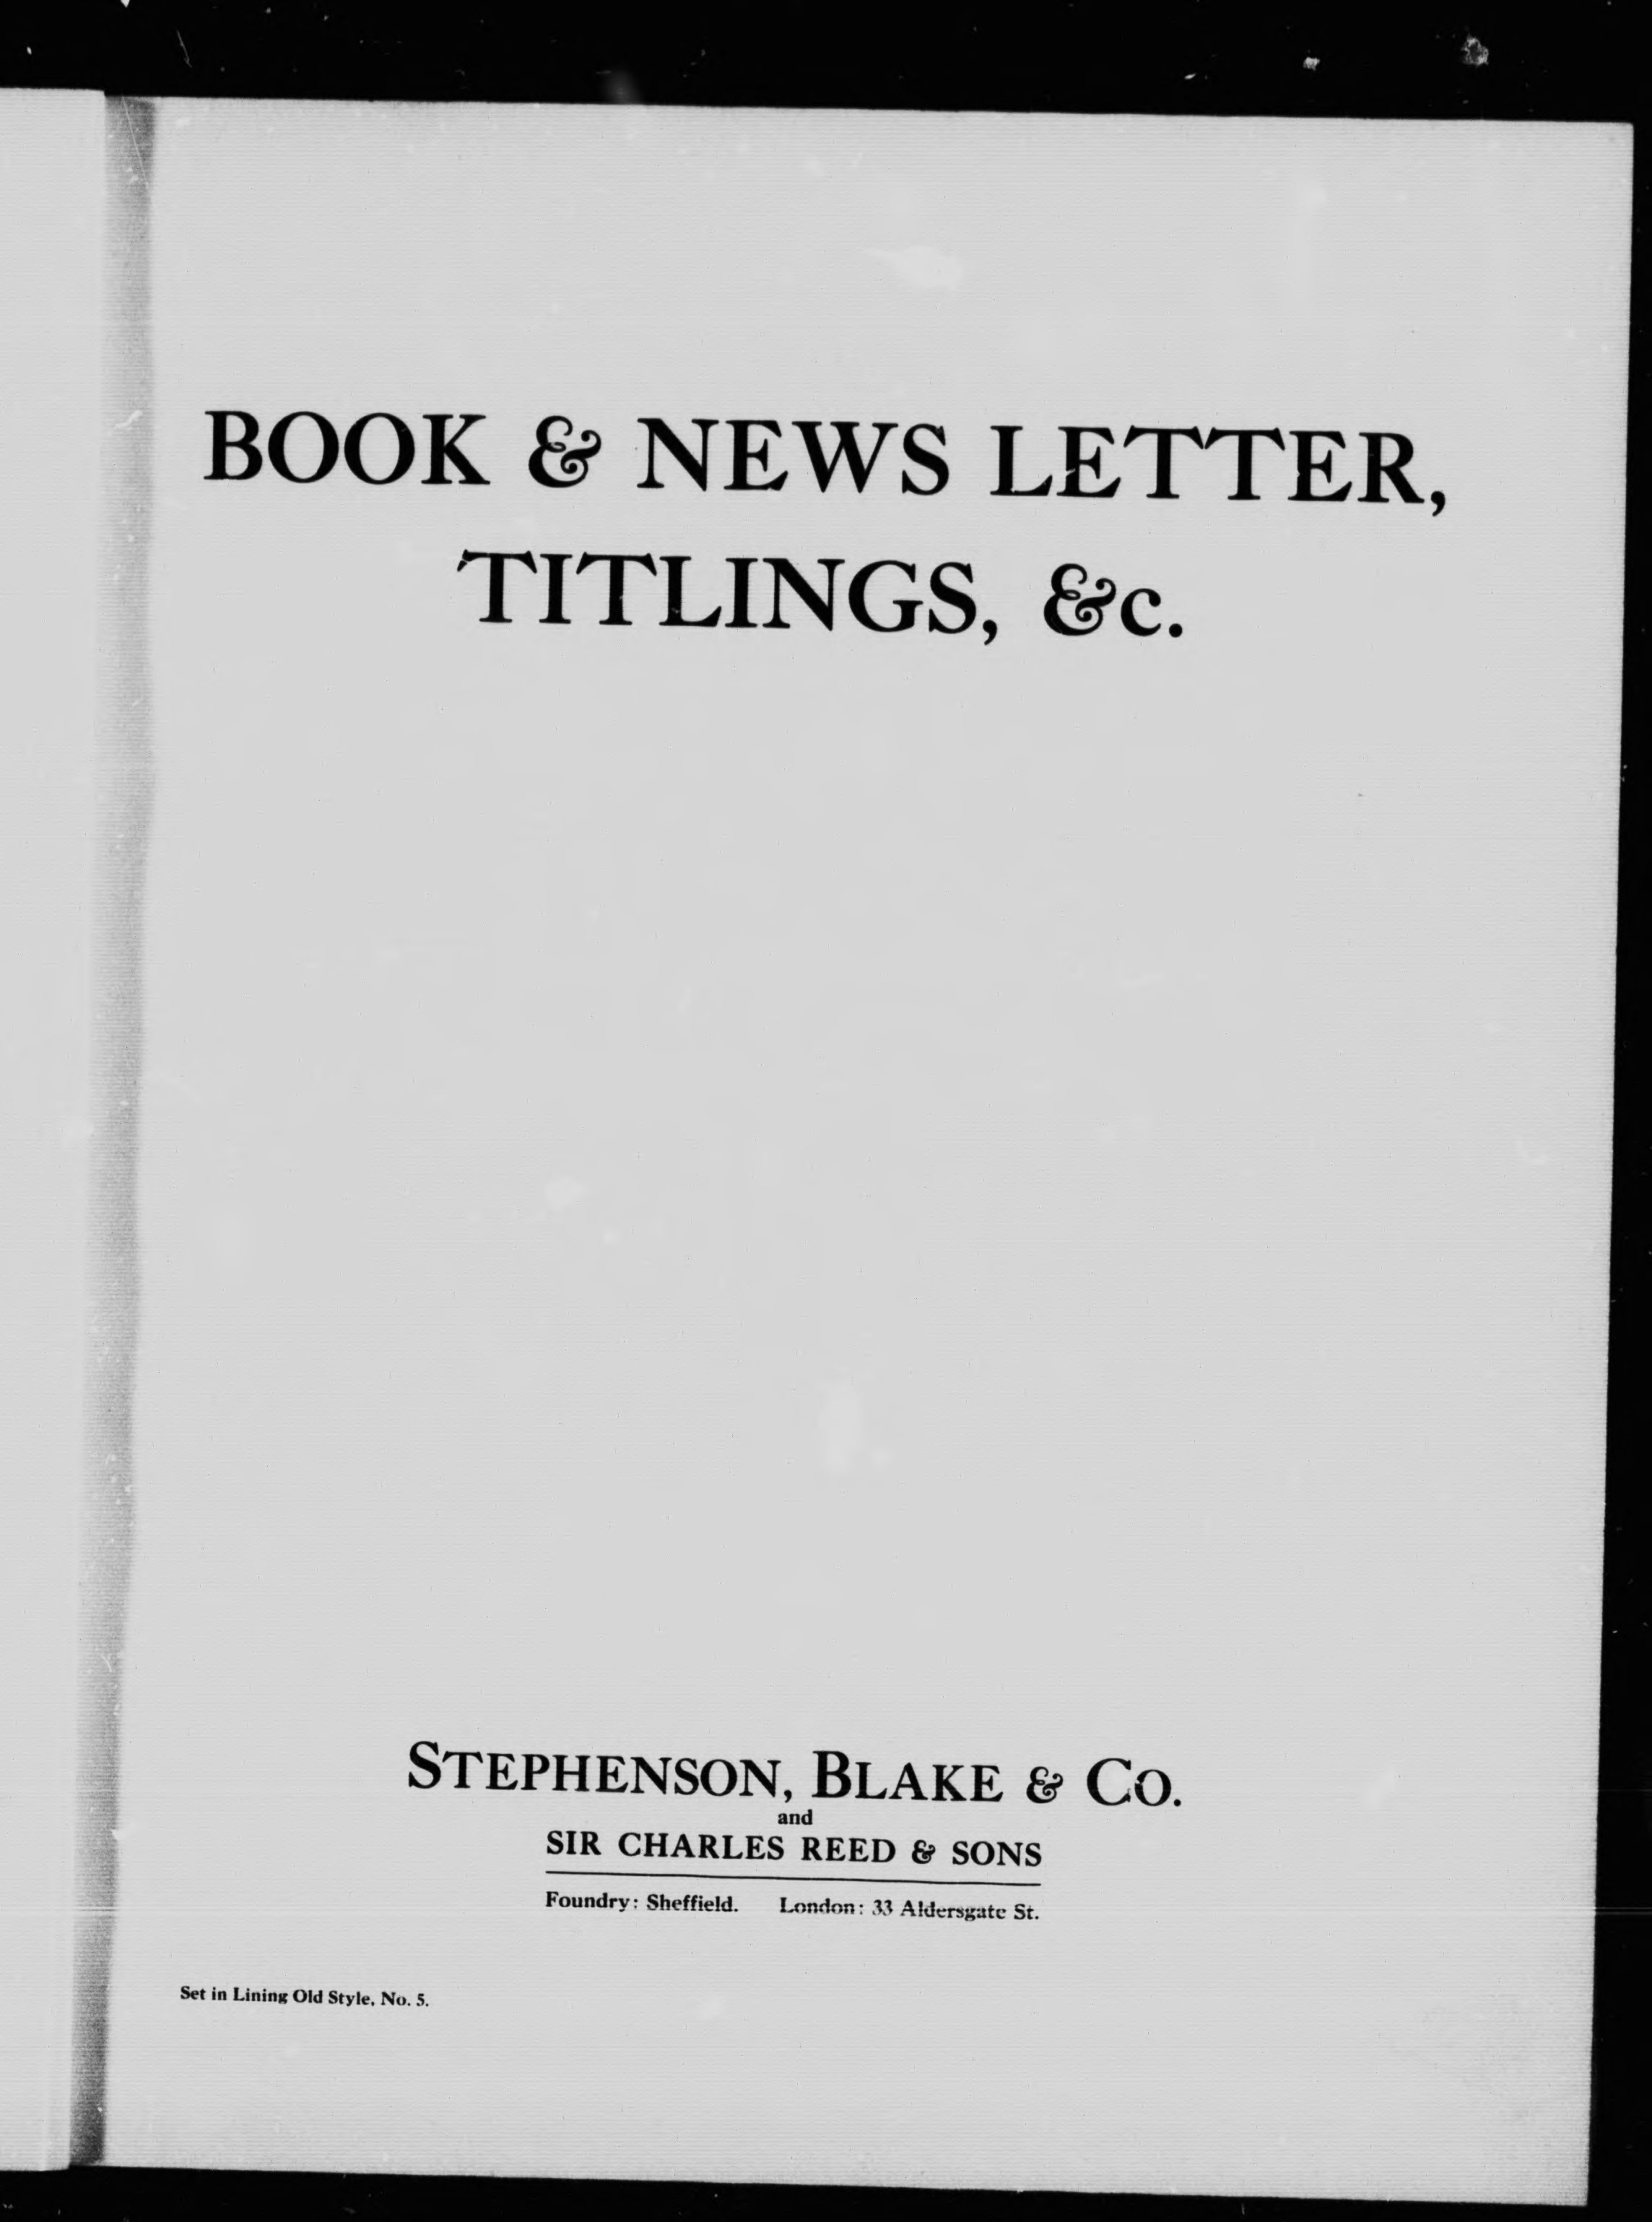 BOOK & NEWS LETTER,
TITLINGS, &c.
STEPHENSON, BLAKE & CO.
and
SIR CHARLES REED & SONS
Foundry: Sheffield. London: 33 Aldersgate St.
Set in Lining Old Style, No. 5.